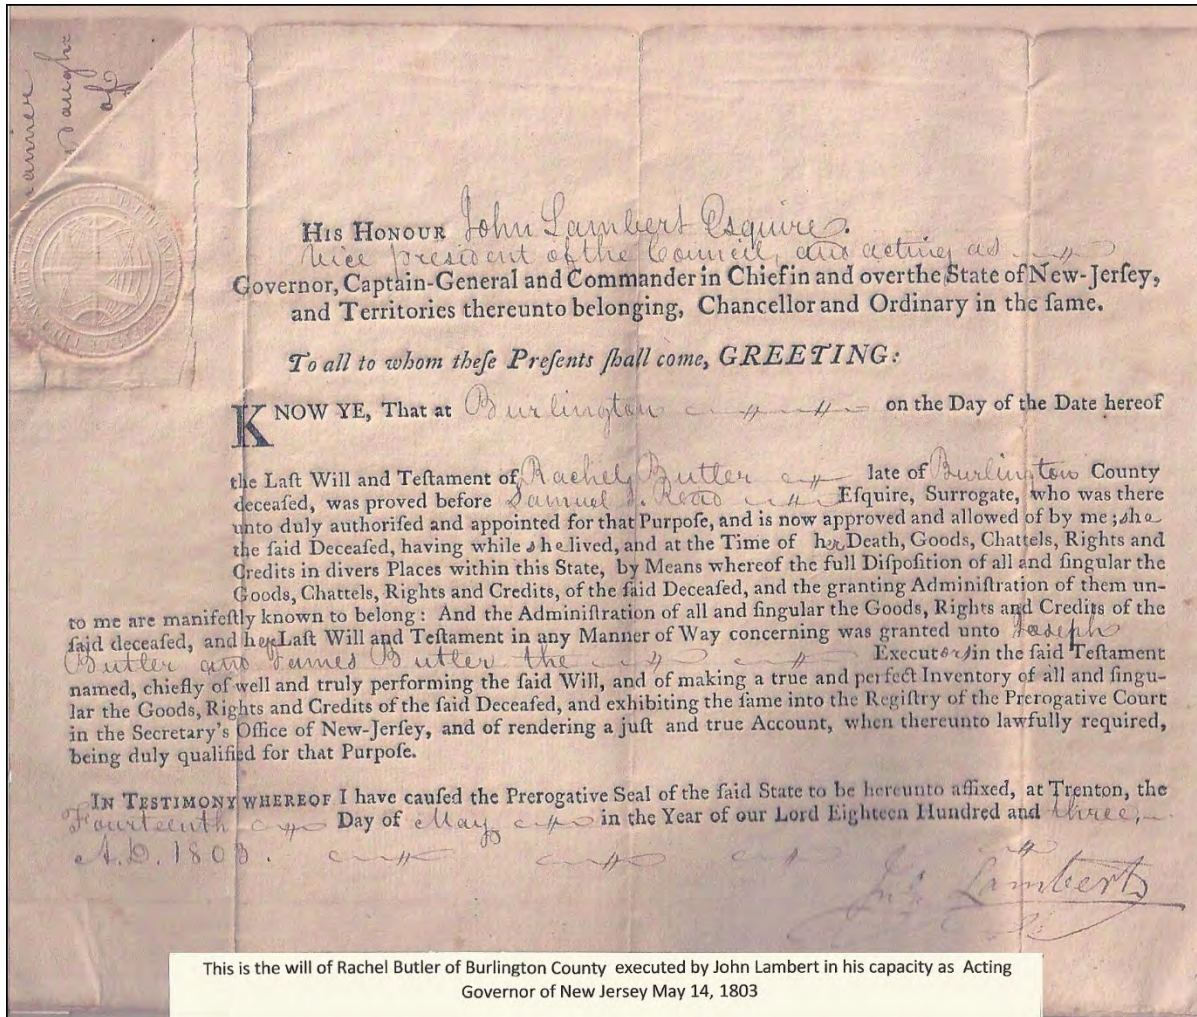 anner
Daught
of
HIS HONOUR John Lambert Esquire.
Vice president of the Council, and acting as
Governor, Captain-General and Commander in Chief in and over the State of New-Jerſey,
and Territories thereunto belonging, Chancellor and Ordinary in the ſame.
To all to whom theſe Preſents ſhall come, GREETING:
KNOW YE, That at Burlington on the Day of the Date hereof
the Laſt Will and Teſtament of Rachel Butler late of Burlington County
deceaſed, was proved before Samuel J. Read Eſquire, Surrogate, who was there
unto duly authoriſed and appointed for that Purpoſe, and is now approved and allowed of by me; she
the ſaid Deceaſed, having while she lived, and at the Time of her Death, Goods, Chattels, Rights and
Credits in divers Places within this State, by Means whereof the full Diſpoſition of all and ſingular the
Goods, Chattels, Rights and Credits, of the ſaid Deceaſed, and the granting Adminiſtration of them un-
to me are manifeſtly known to belong: And the Adminiſtration of all and ſingular the Goods, Rights and Credits of the
ſaid deceaſed, and her Laſt Will and Teſtament in any Manner of Way concerning was granted unto Joseph
Butler and James Butler the Executors in the ſaid Teſtament
named, chiefly of well and truly performing the ſaid Will, and of making a true and perfect Inventory of all and ſingu-
lar the Goods, Rights and Credits of the ſaid Deceaſed, and exhibiting the ſame into the Regiſtry of the Prerogative Court
in the Secretary's Office of New-Jerſey, and of rendering a juſt and true Account, when thereunto lawfully required,
being duly qualified for that Purpoſe.
IN TESTIMONY WHEREOF I have cauſed the Prerogative Seal of the ſaid State to be hereunto affixed, at Trenton, the
Fourteenth Day of May in the Year of our Lord Eighteen Hundred and three,
A.D. 1803.
Jnº Lambert
This is the will of Rachel Butler of Burlington County executed by John Lambert in his capacity as Acting
Governor of New Jersey May 14, 1803